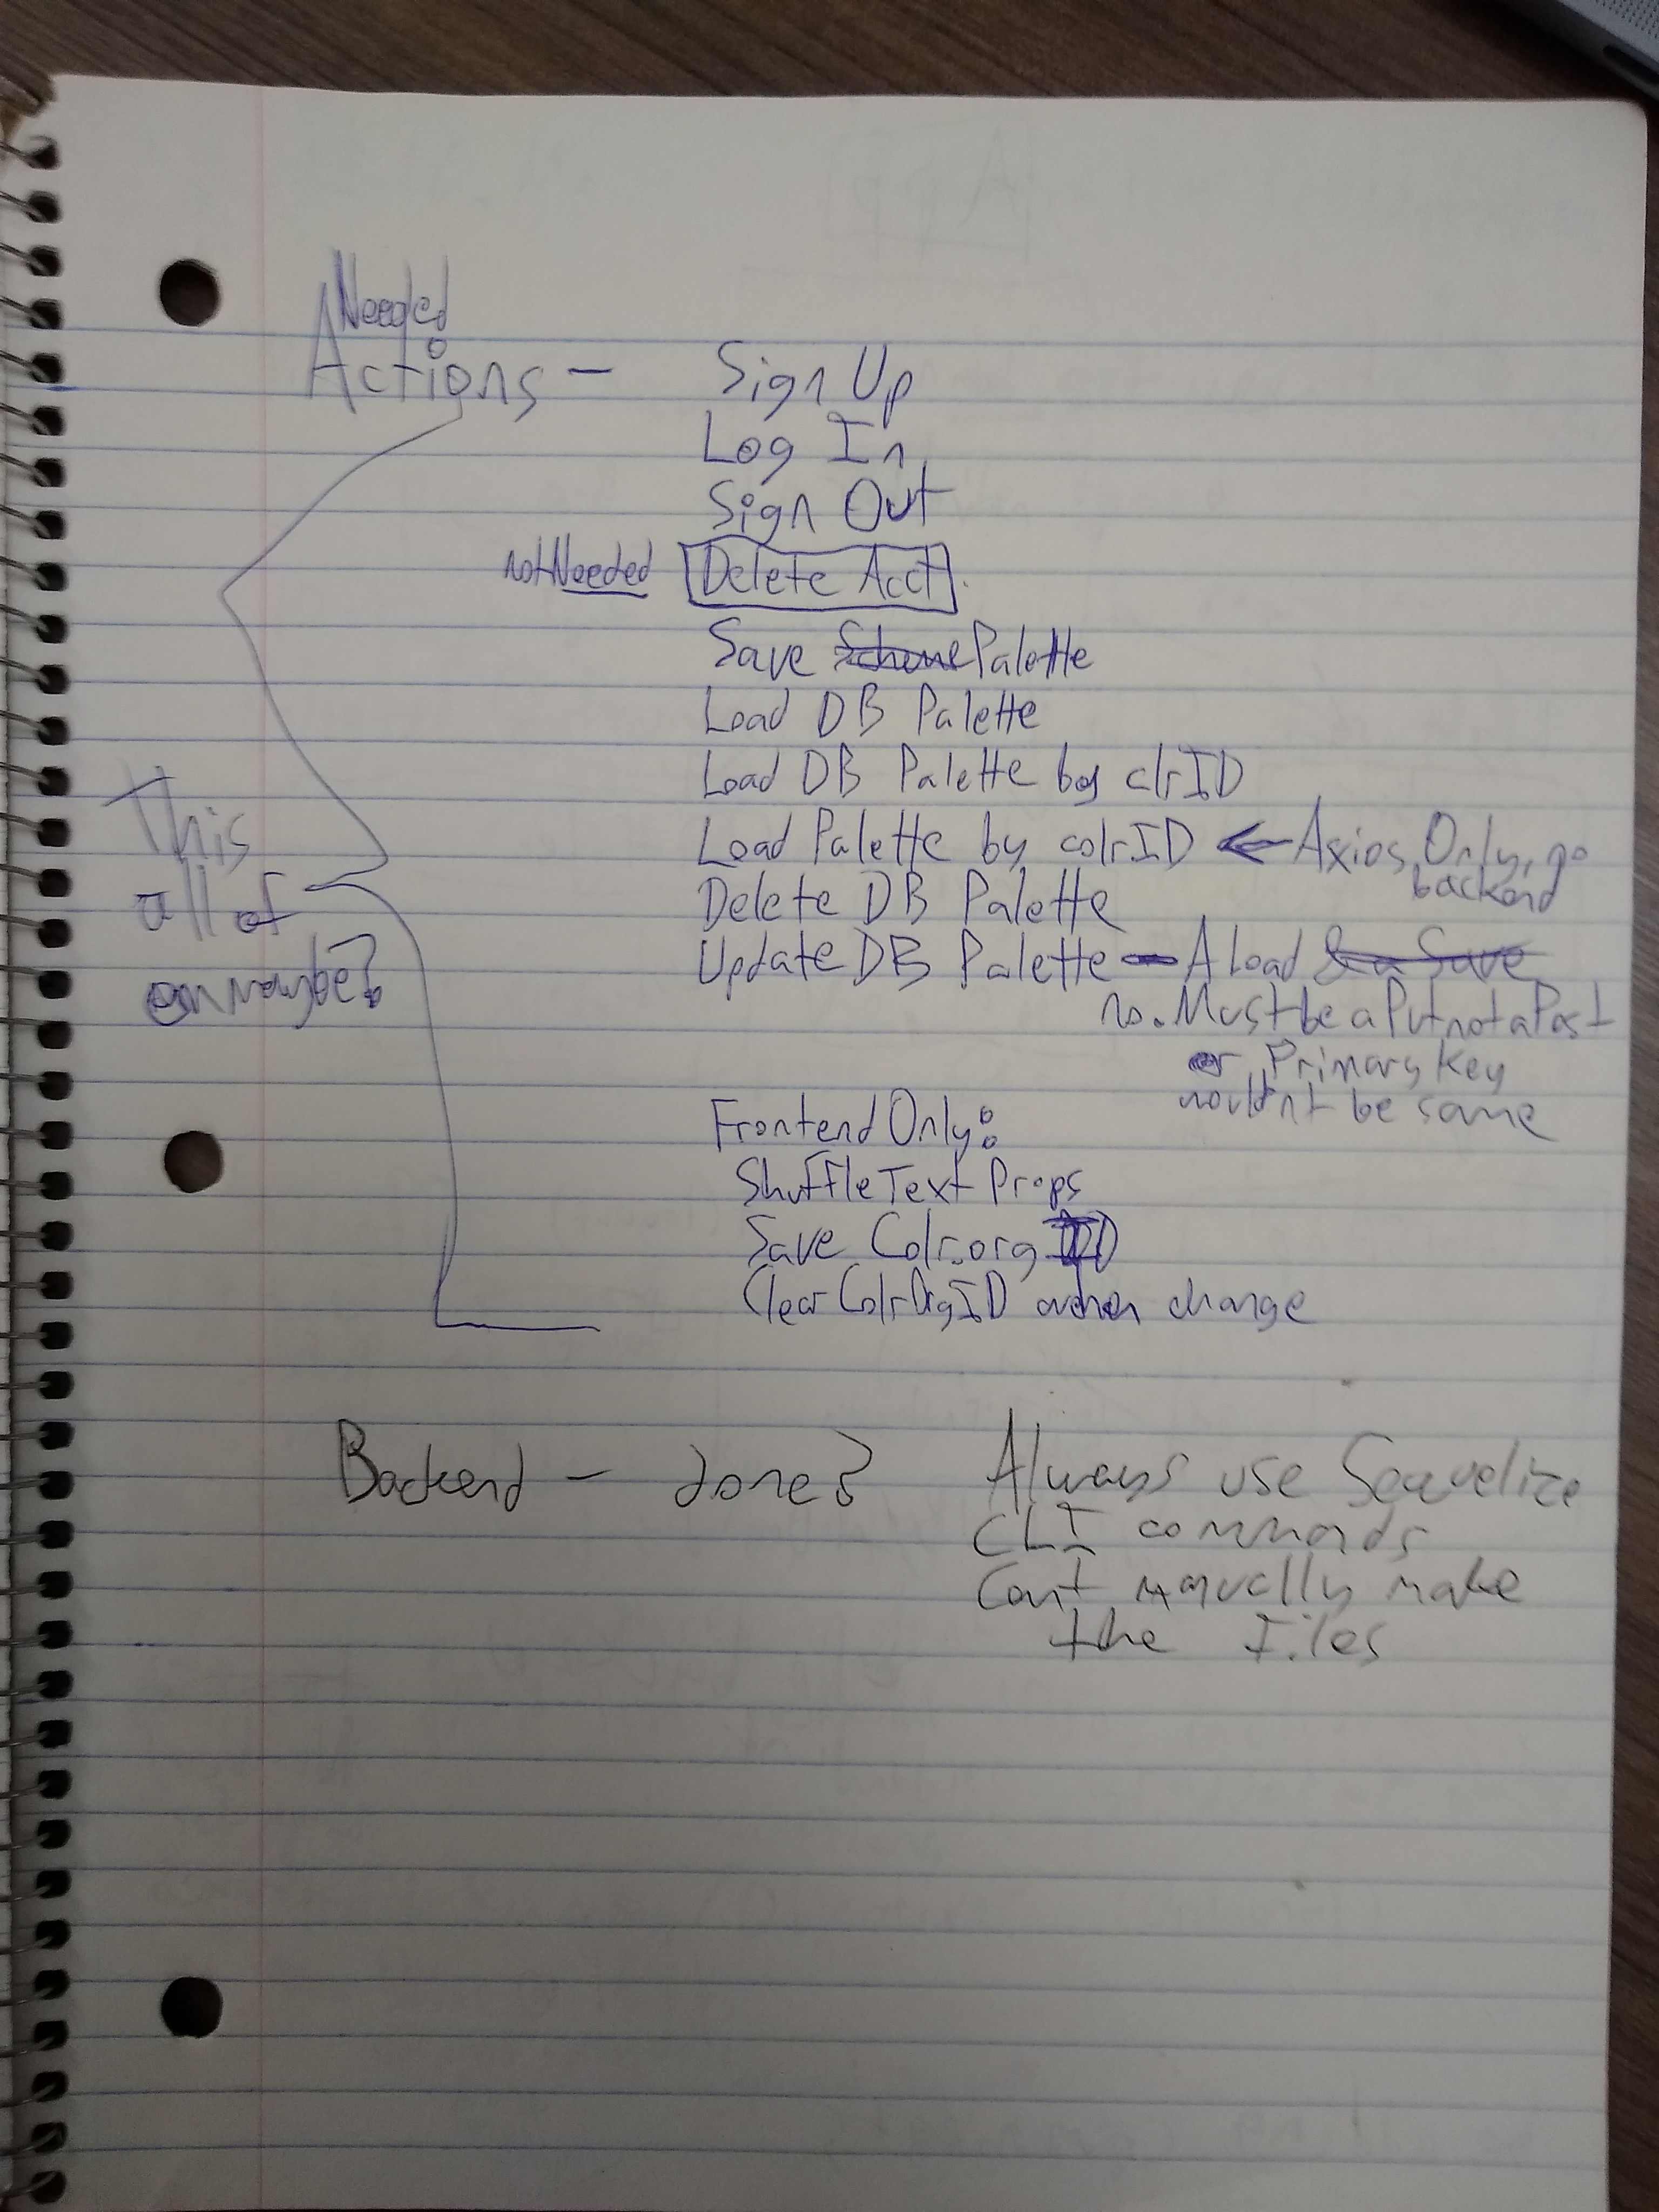 Needed
Actions - Sign Up
Log In
Sign Out
not Needed Delete Acct.
Save Scheme Palette
Load DB Palette
Load DB Palette by clrID
Load Palette by colrID ← Axios Only, no
backend
Delete DB Palette
Update DB Palette - A Load & a Save
no. Must be a Put not a Post
or Primary Key
wouldn't be same
This
all of
maybe?
Frontend Only:
Shuffle Text Props
Save Colr.org ID
Clear ColrOrgID when change
Backend - done?
Always use Sequelize
CLI commands
Cant manually make
the files